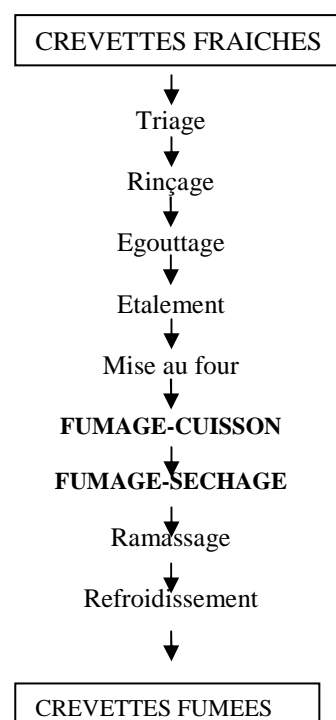 CREVETTES FRAICHES
Triage
Rinçage
Egouttage
Etalement
Mise au four
FUMAGE-CUISSON
FUMAGE-SECHAGE
Ramassage
Refroidissement
CREVETTES FUMEES